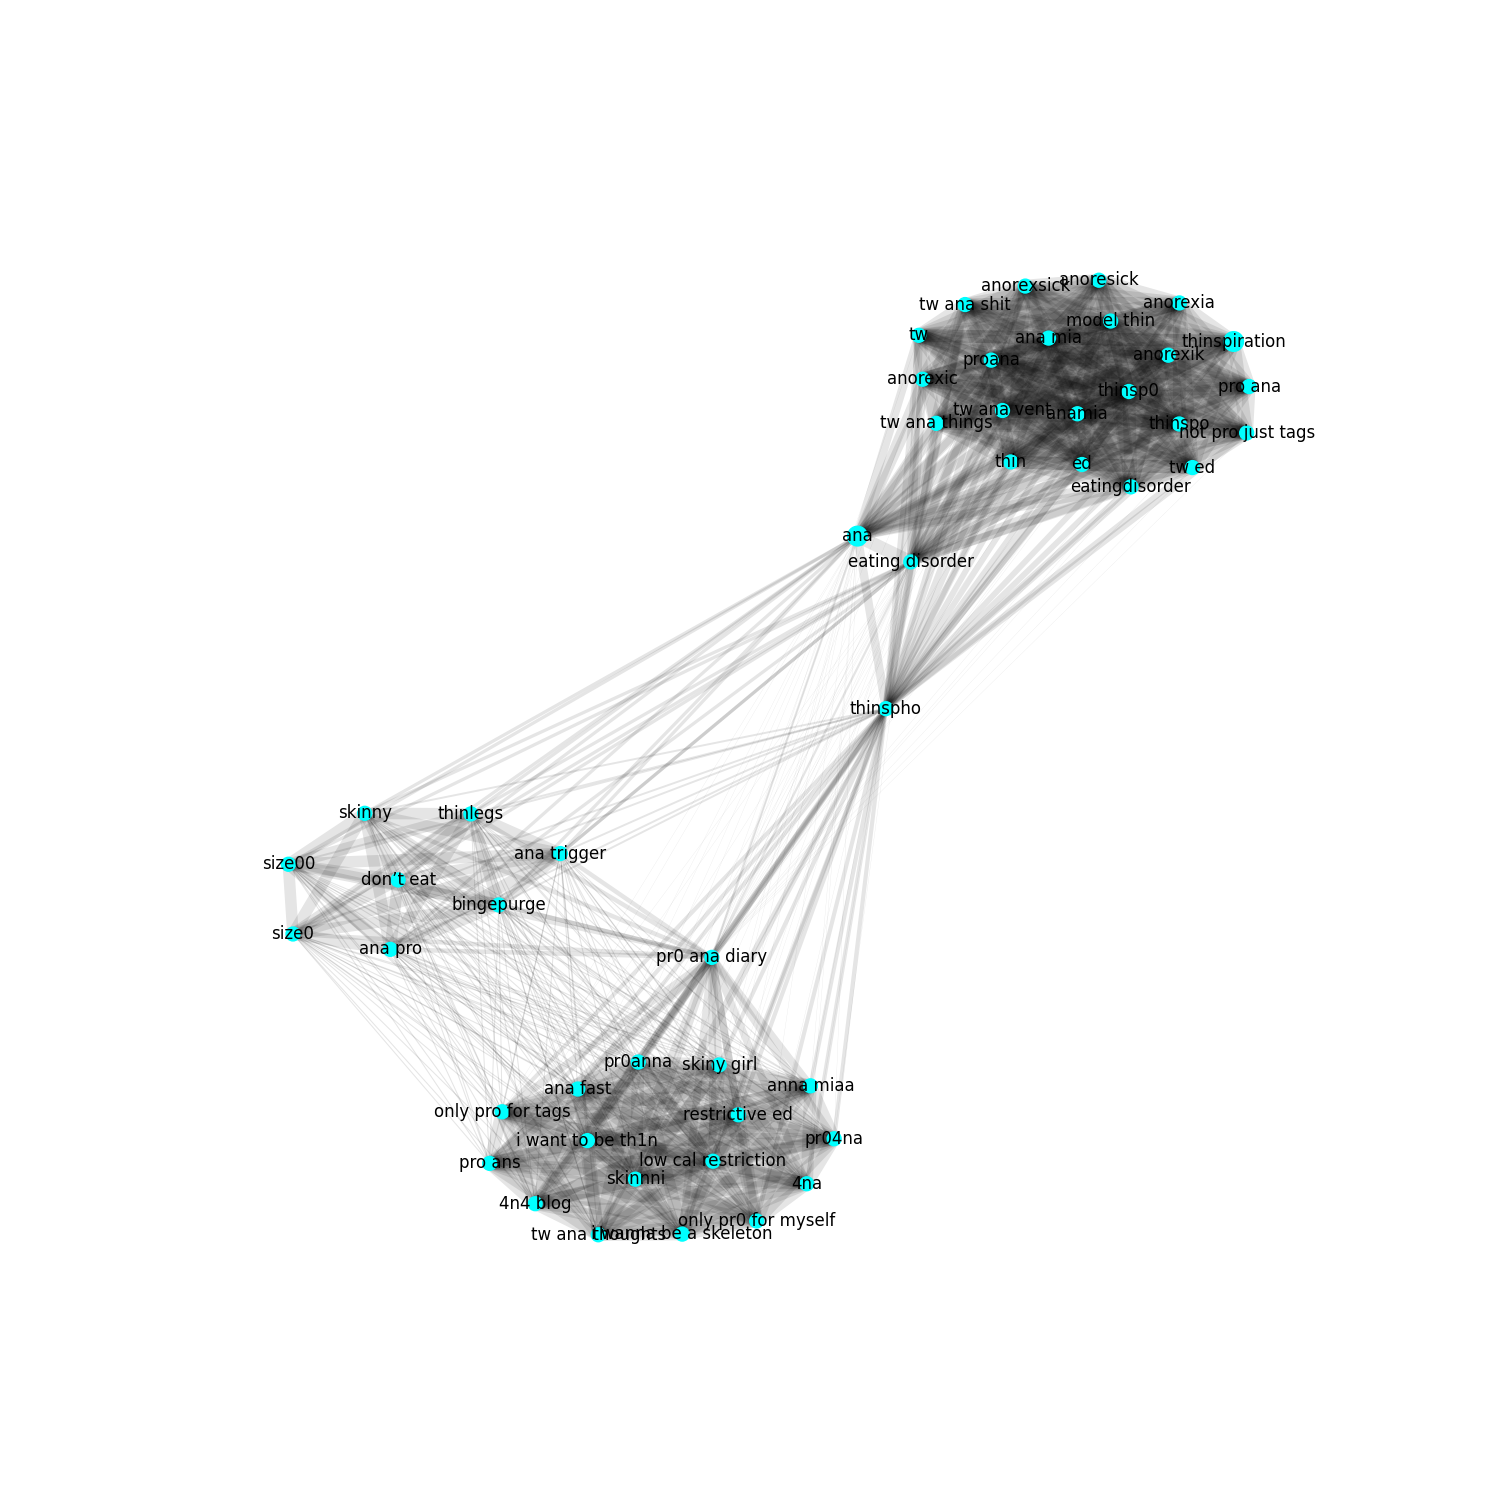 anoresick
anorexsick
tw ana shit
anorexia
model thin
tw
ana mia
thinspiration
proana
anorexik
anorexic
pro ana
thinsp0
tw ana vent
anamia
tw ana things
thinspo
not pro just tags
thin
ed
tw ed
eatingdisorder
ana
eating disorder
thinspho
skinny
thinlegs
ana trigger
size00
don’t eat
bingepurge
size0
ana pro
pr0 ana diary
pr0anna
skiny girl
ana fast
anna miaa
only pro for tags
restrictive ed
i want to be th1n
pr04na
pro ans
low cal restriction
skinnni
4na
4n4 blog
only pr0 for myself
tw ana thoughts
i wanna be a skeleton